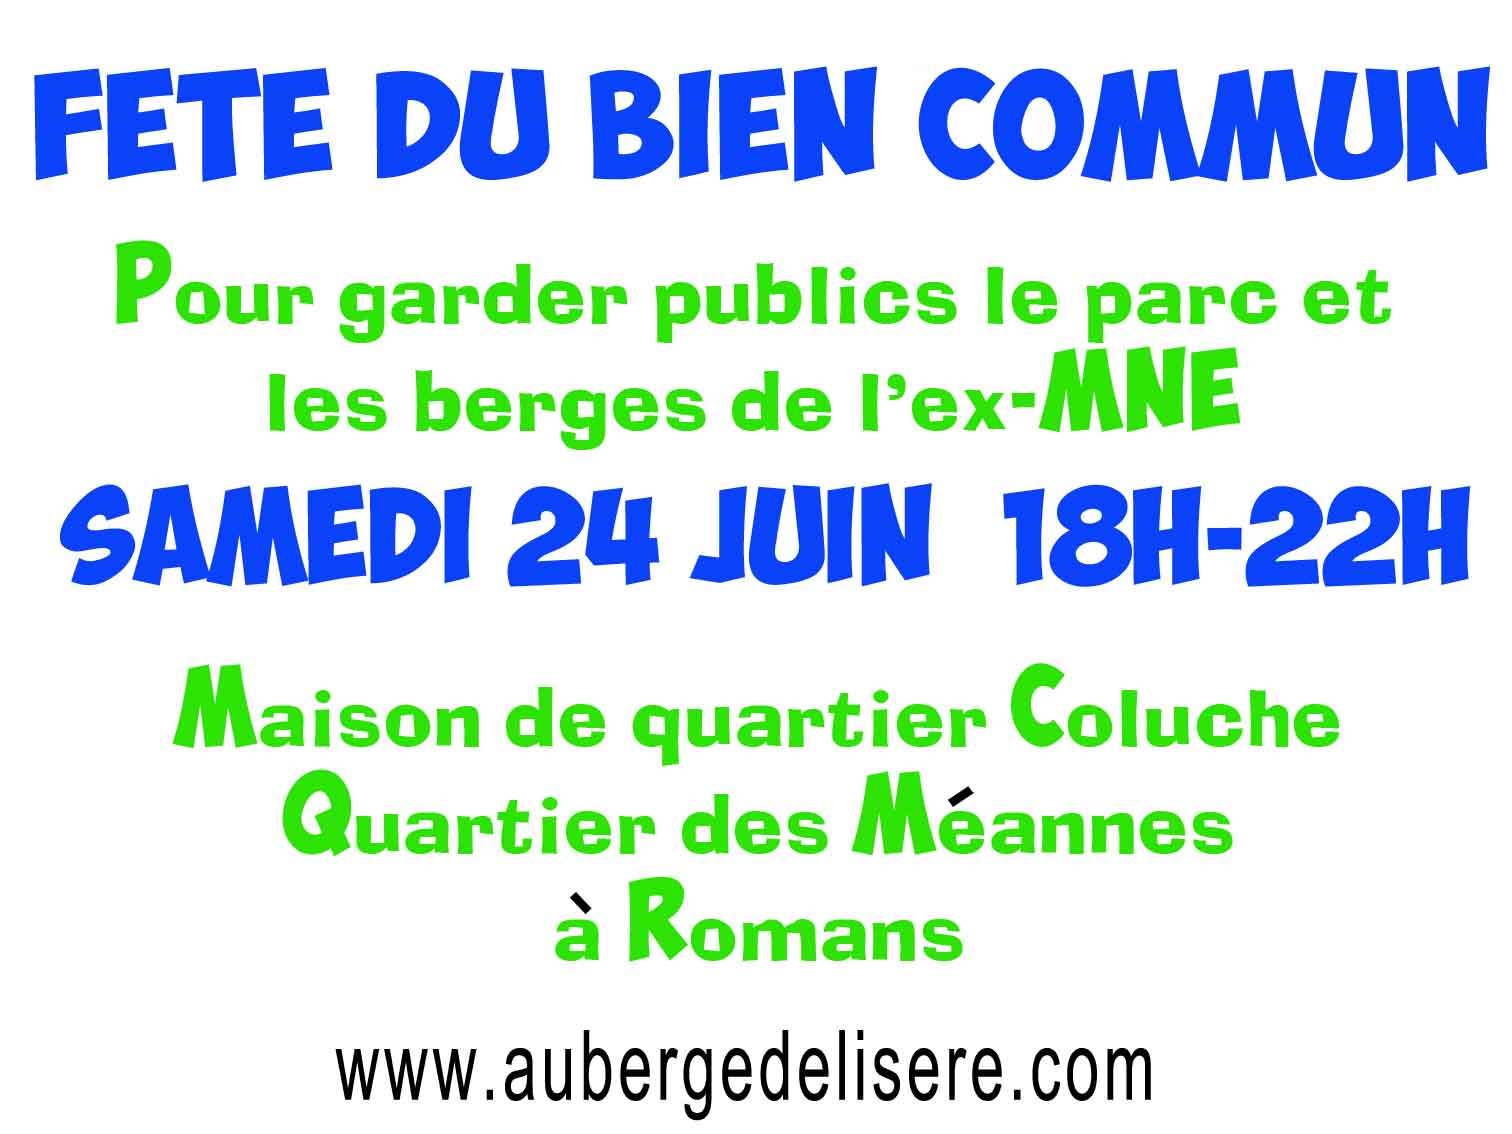 FETE DU BIEN COMMUN
Pour garder publics le parc et
les berges de l'ex-MNE
SAMEDI 24 JUIN 18H-22H
Maison de quartier Coluche
Quartier des Méannes
à Romans
www.aubergedelisere.com